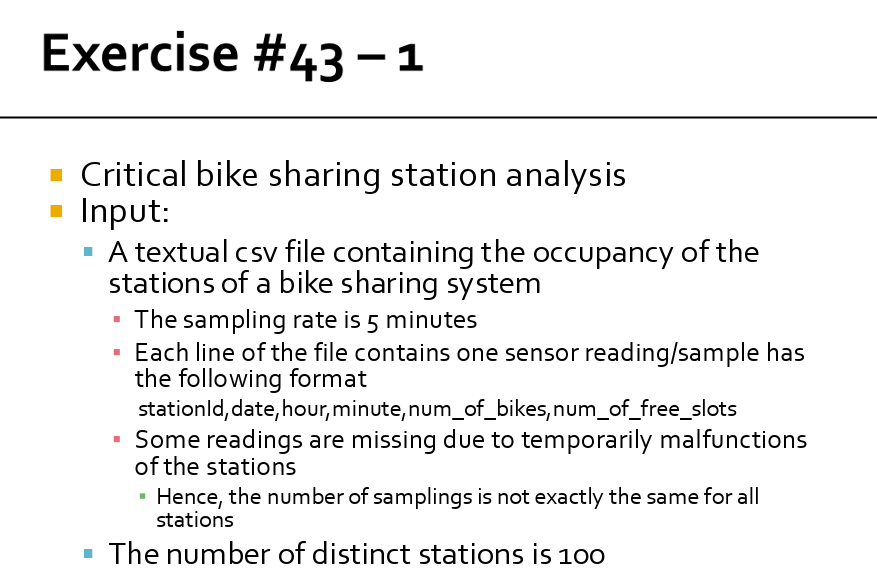 Exercise #43 – 1
Critical bike sharing station analysis
Input:
A textual csv file containing the occupancy of the
stations of a bike sharing system
The sampling rate is 5 minutes
Each line of the file contains one sensor reading/sample has
the following format
stationId,date,hour,minute,num_of_bikes,num_of_free_slots
Some readings are missing due to temporarily malfunctions
of the stations
Hence, the number of samplings is not exactly the same for all
stations
The number of distinct stations is 100